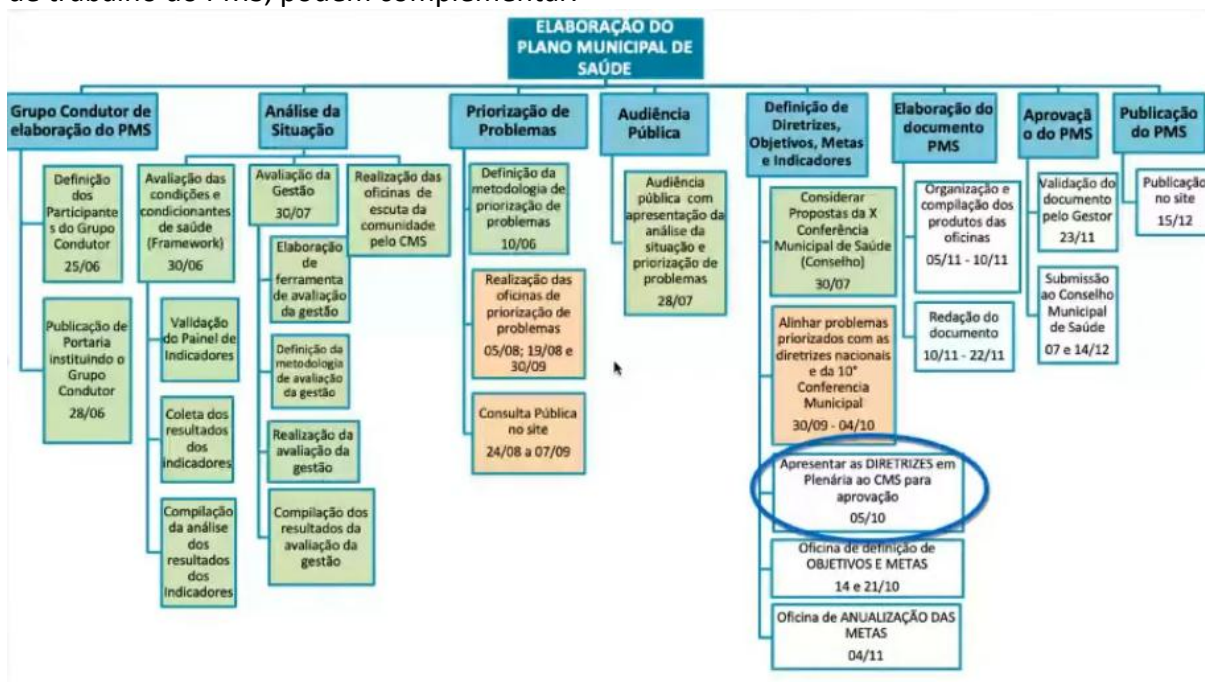 de trabalho do PMS, podem complementar.
ELABORAÇÃO DO
PLANO MUNICIPAL DE
SAÚDE
Grupo Condutor de
elaboração do PMS
Definição
dos
Participante
s do Grupo
Condutor
25/06
Publicação de
Portaria
instituindo o
Grupo
Condutor
28/06
Análise da
Situação
Avaliação das
condições e
condicionantes
de saúde
(Framework)
30/06
Validação
do Painel de
Indicadores
Coleta dos
resultados
dos
indicadores
Compilação
da análise
dos
resultados
dos
Indicadores
Avaliação da
Gestão
30/07
Elaboração
de
ferramenta
de avaliação
da gestão
Definição da
metodologia
de avaliação
da gestão
Realização da
avaliação da
gestão
Compilação dos
resultados da
avaliação da
gestão
Realização das
oficinas de
escuta da
comunidade
pelo CMS
Priorização de
Problemas
Definição da
metodologia de
priorização de
problemas
10/06
Realização das
oficinas de
priorização de
problemas
05/08; 19/08 e
30/09
Consulta Pública
no site
24/08 a 07/09
Audiência
Pública
Audiência
pública com
apresentação da
análise da
situação e
priorização de
problemas
28/07
Definição de
Diretrizes,
Objetivos, Metas
e Indicadores
Considerar
Propostas da X
Conferência
Municipal de Saúde
(Conselho)
30/07
Alinhar problemas
priorizados com as
diretrizes nacionais
e da 10°
Conferencia
Municipal
30/09 - 04/10
Apresentar as DIRETRIZES em
Plenária ao CMS para
aprovação
05/10
Oficina de definição de
OBJETIVOS E METAS
14 e 21/10
Oficina de ANUALIZAÇÃO DAS
METAS
04/11
Elaboração do
documento
PMS
Organização e
compilação dos
produtos das
oficinas
05/11 - 10/11
Redação do
documento
10/11 - 22/11
Aprovaçã
o do PMS
Validação do
documento
pelo Gestor
23/11
Submissão
ao Conselho
Municipal
de Saúde
07 e 14/12
Publicação
do PMS
Publicação
no site
15/12